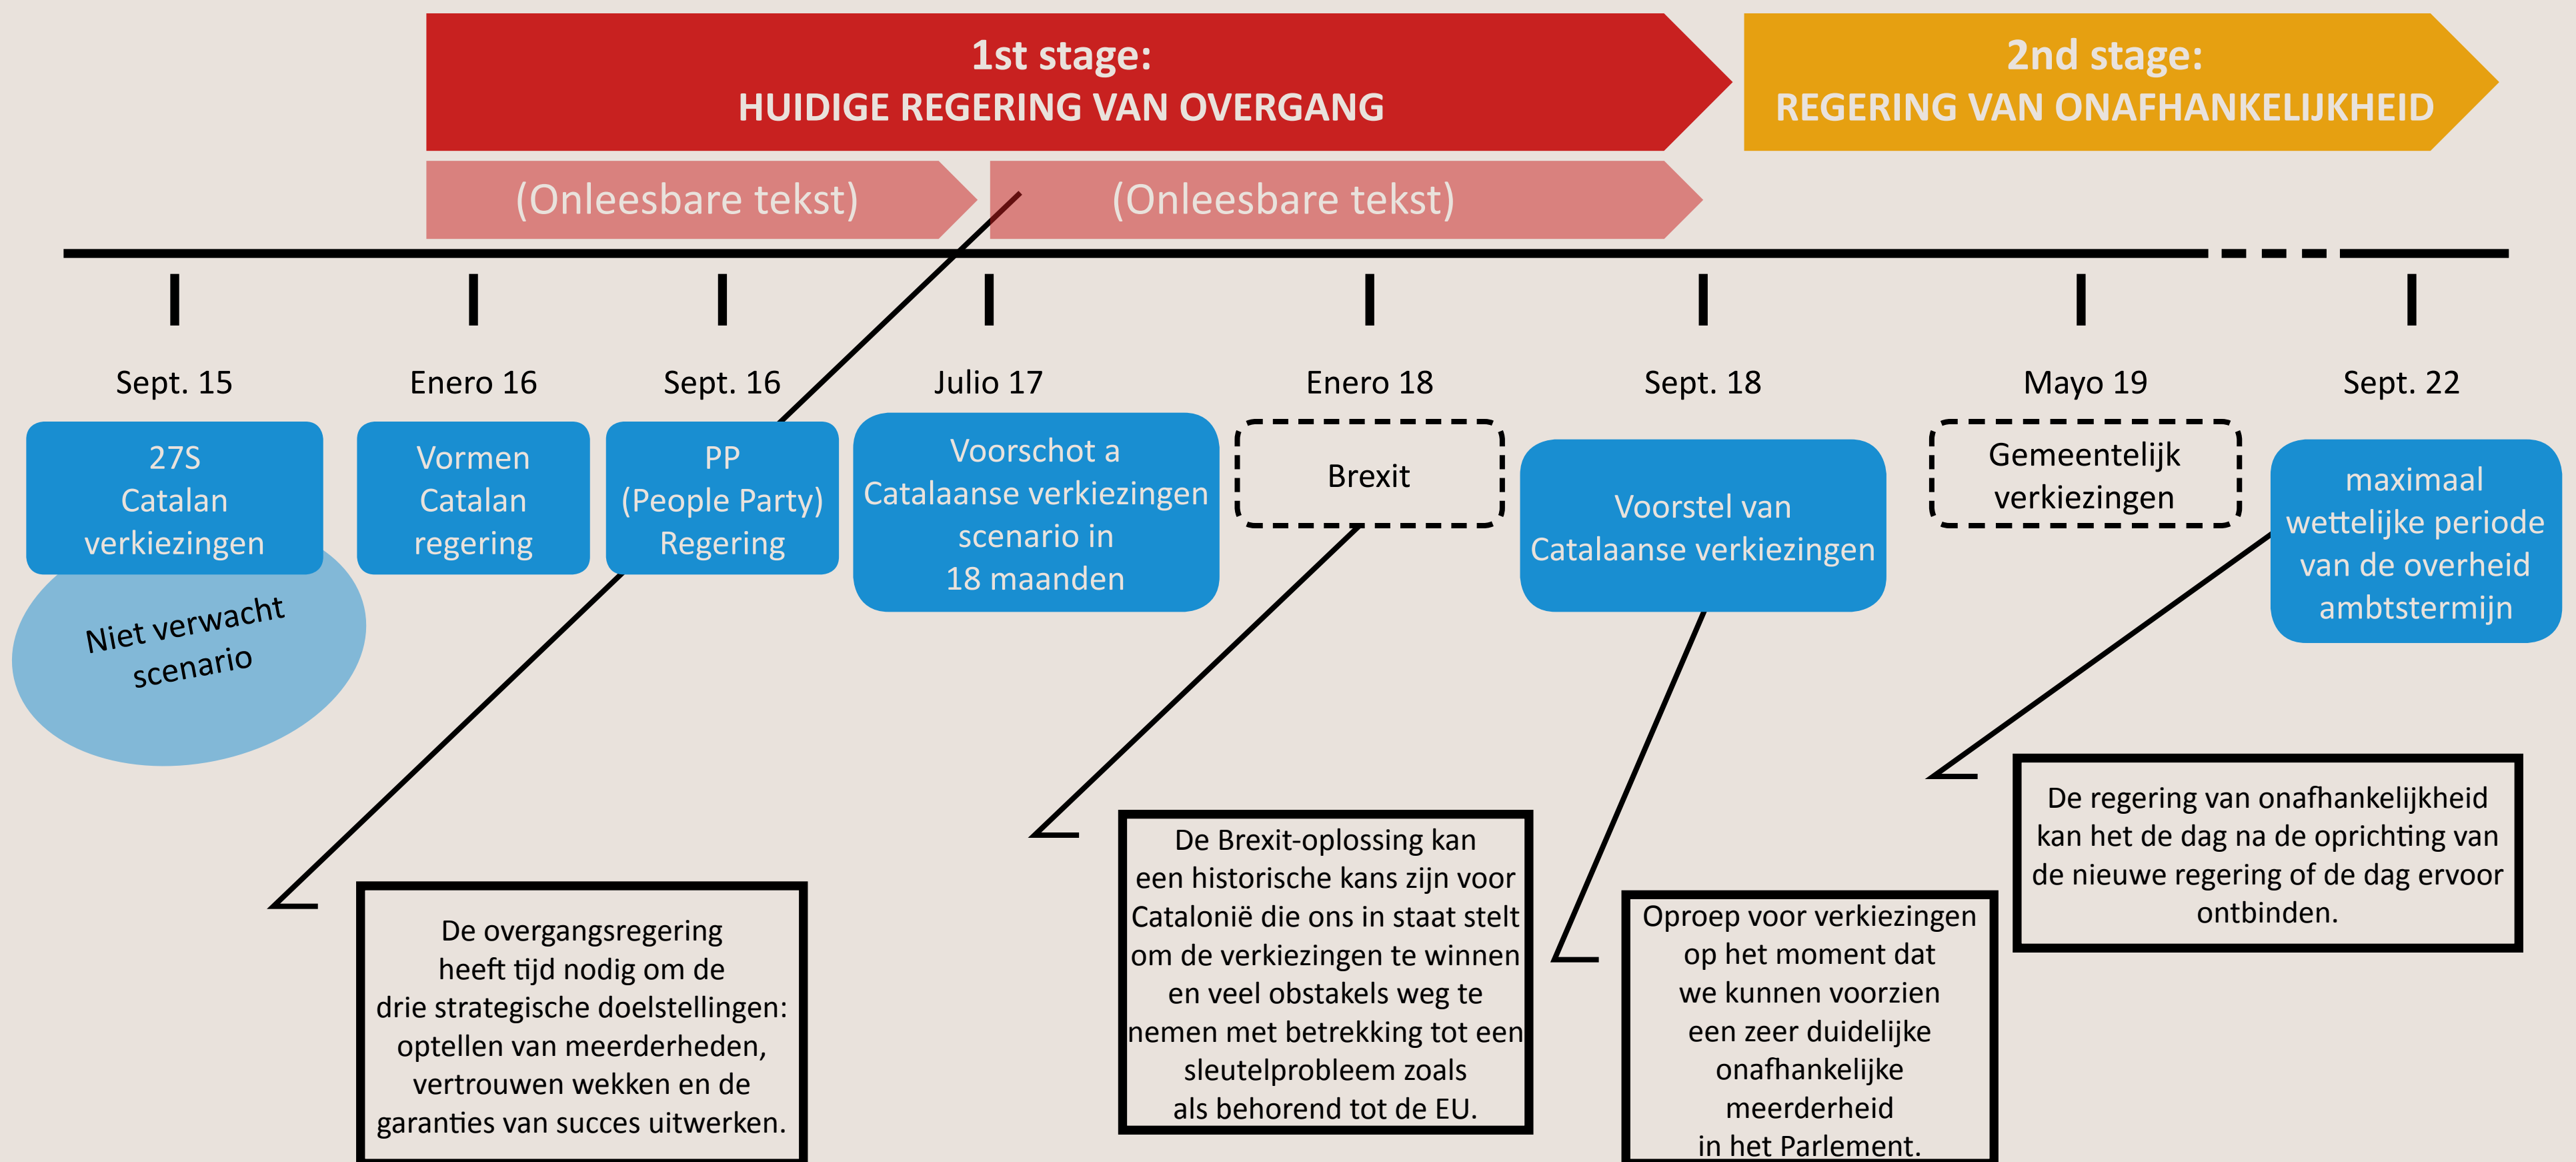 1st stage:
HUIDIGE REGERING VAN OVERGANG
2nd stage:
REGERING VAN ONAFHANKELIJKHEID
(Onleesbare tekst)
(Onleesbare tekst)
Sept. 15
Enero 16
Sept. 16
Julio 17
Enero 18
Sept. 18
Mayo 19
Sept. 22
27S
Catalan
verkiezingen
Vormen
Catalan
regering
PP
(People Party)
Regering
Voorschot a
Catalaanse verkiezingen
scenario in
18 maanden
Brexit
Voorstel van
Catalaanse verkiezingen
Gemeentelijk
verkiezingen
maximaal
wettelijke periode
van de overheid
ambtstermijn
Niet verwacht
scenario
De overgangsregering
heeft tijd nodig om de
drie strategische doelstellingen:
optellen van meerderheden,
vertrouwen wekken en de
garanties van succes uitwerken.
De Brexit-oplossing kan
een historische kans zijn voor
Catalonië die ons in staat stelt
om de verkiezingen te winnen
en veel obstakels weg te
nemen met betrekking tot een
sleutelprobleem zoals
als behorend tot de EU.
Oproep voor verkiezingen
op het moment dat
we kunnen voorzien
een zeer duidelijke
onafhankelijke
meerderheid
in het Parlement.
De regering van onafhankelijkheid
kan het de dag na de oprichting van
de nieuwe regering of de dag ervoor
ontbinden.